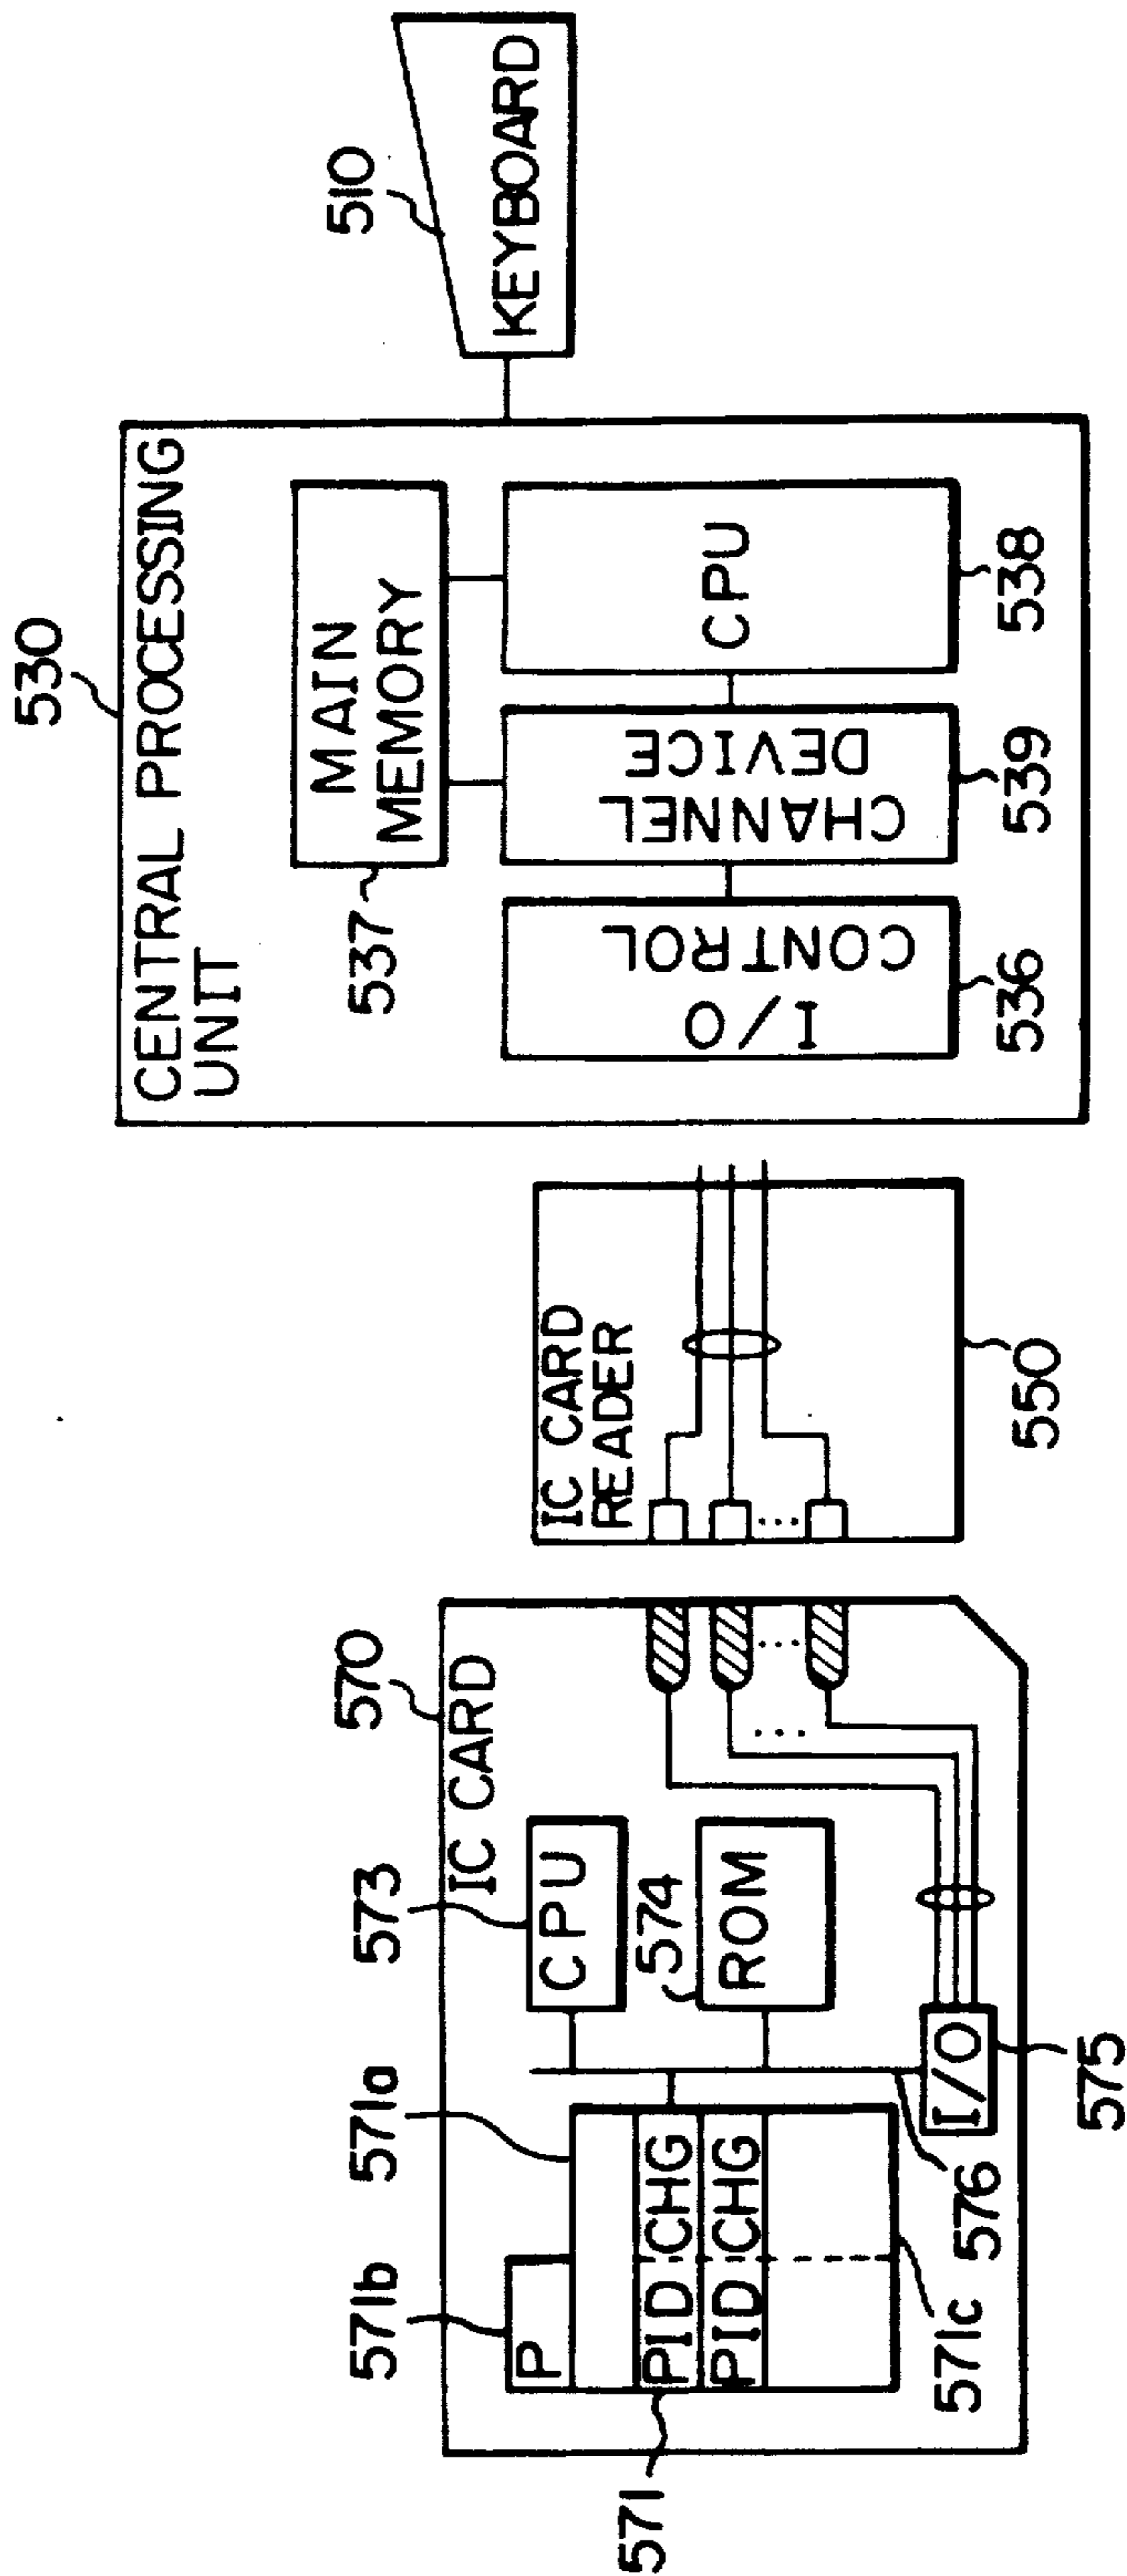 530
CENTRAL PROCESSING
UNIT
MAIN
MEMORY
537
CPU
538
CHANNEL
DEVICE
539
I/O
CONTROL
536
510
KEYBOARD
IC CARD
READER
550
570
IC CARD
573
CPU
574
ROM
571a
571b
P
PID CHG
PID CHG
571
571c
576
I/O
575